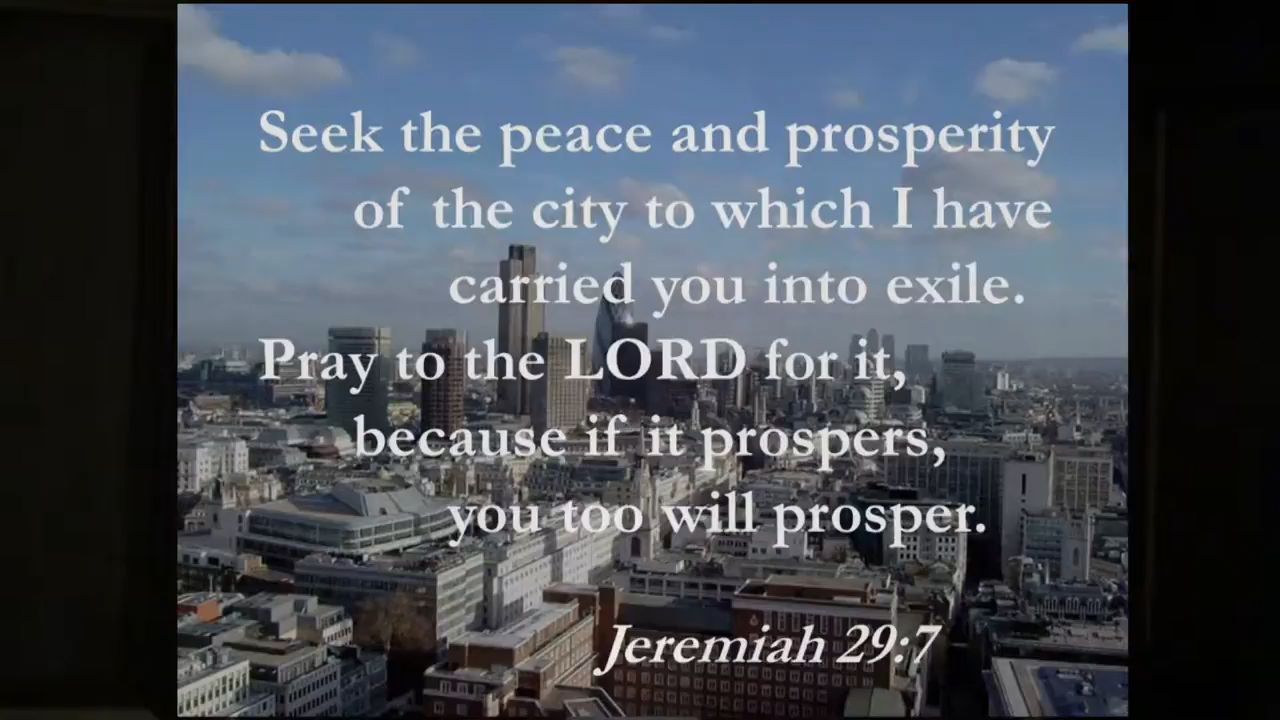 Seek the peace and prosperity
of the city to which I have
carried you into exile.
Pray to the LORD for it,
because if it prospers,
you too will prosper.
Jeremiah 29:7